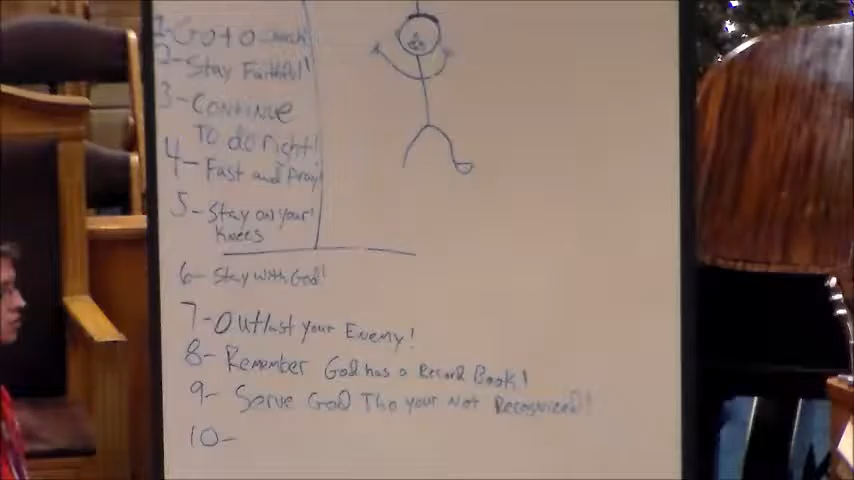 1-Go to church
2-Stay Faithful!
3-Continue
To do right!
4-Fast and Pray!
5-Stay on your
Knees
6-Stay with God!
7-Outlast your Enemy!
8-Remember God has a Record Book!
9-Serve God Tho your Not Recognized!
10-